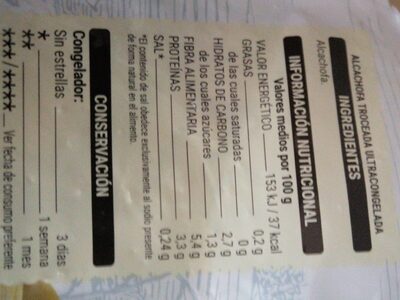 ALCACHOFA TROCEADA ULTRACONGELADA
INGREDIENTES
Alcachofa.
INFORMACIÓN NUTRICIONAL
Valores medios por 100 g
VALOR ENERGÉTICO 153 kJ / 37 kcal
GRASAS 0,2 g
de las cuales saturadas 0 g
HIDRATOS DE CARBONO 2,7 g
de los cuales azúcares 1,3 g
FIBRA ALIMENTARIA 5,4 g
PROTEÍNAS 3,3 g
SAL* 0,24 g
*El contenido de sal obedece exclusivamente al sodio presente
de forma natural en el alimento.
CONSERVACIÓN
Congelador:
Sin estrellas 3 días
* 1 semana
** 1 mes
*** / **** Ver fecha de consumo preferente